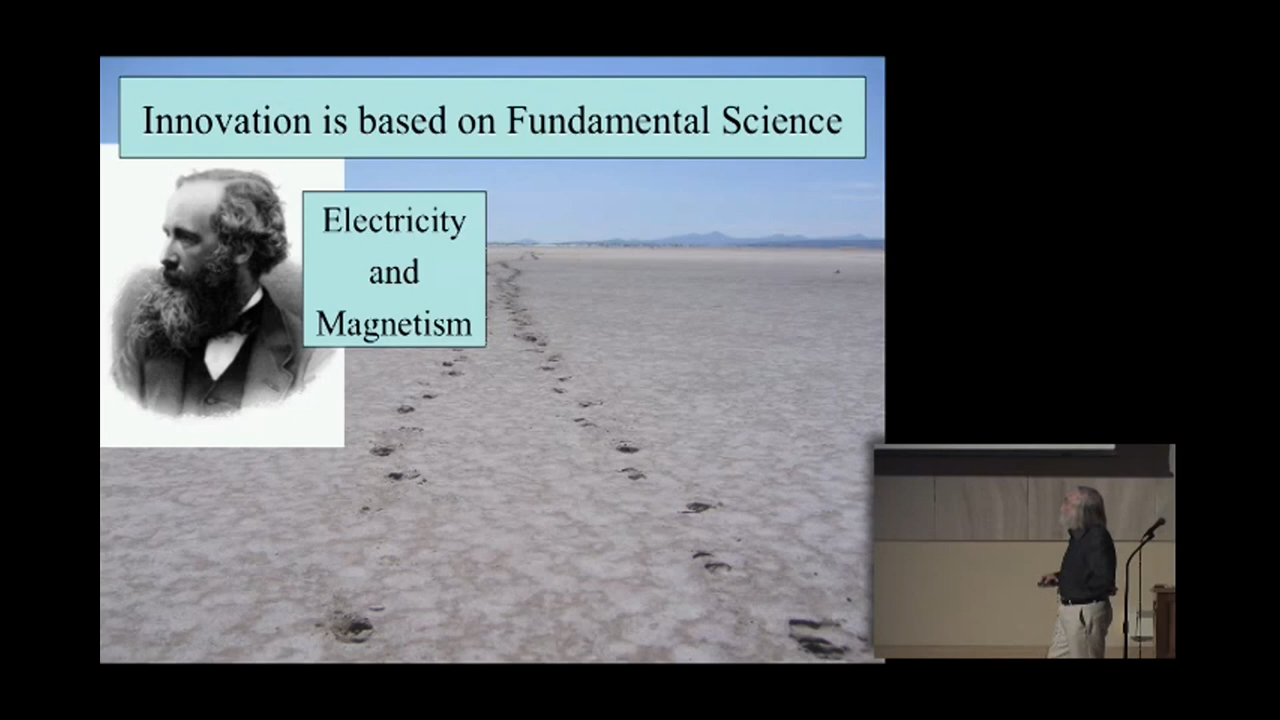 Innovation is based on Fundamental Science
Electricity
and
Magnetism